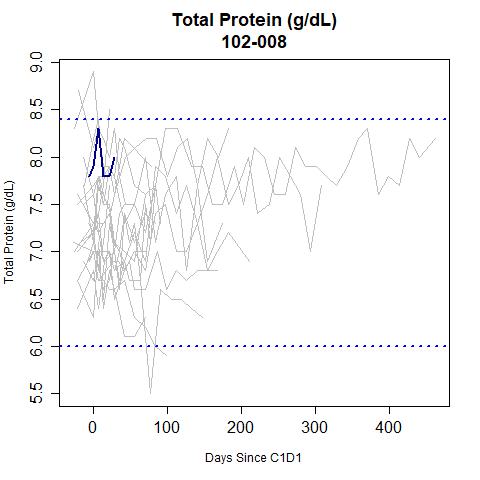 Total Protein (g/dL)
102-008
Total Protein (g/dL)
9.0
8.5
8.0
7.5
7.0
6.5
6.0
5.5
0 100 200 300 400
Days Since C1D1